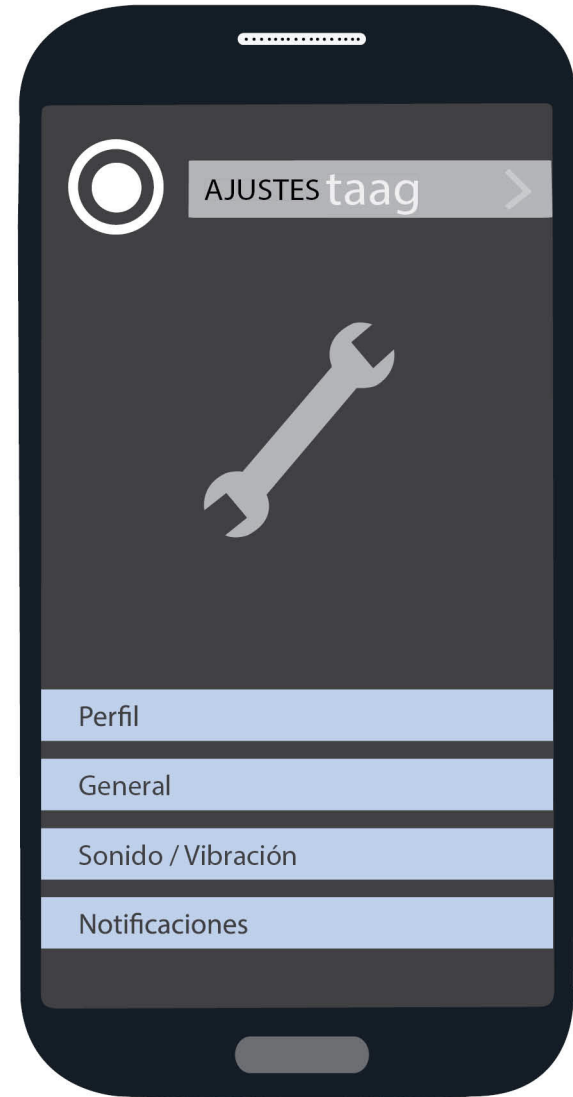 AJUSTES taag
Perfil
General
Sonido / Vibración
Notificaciones